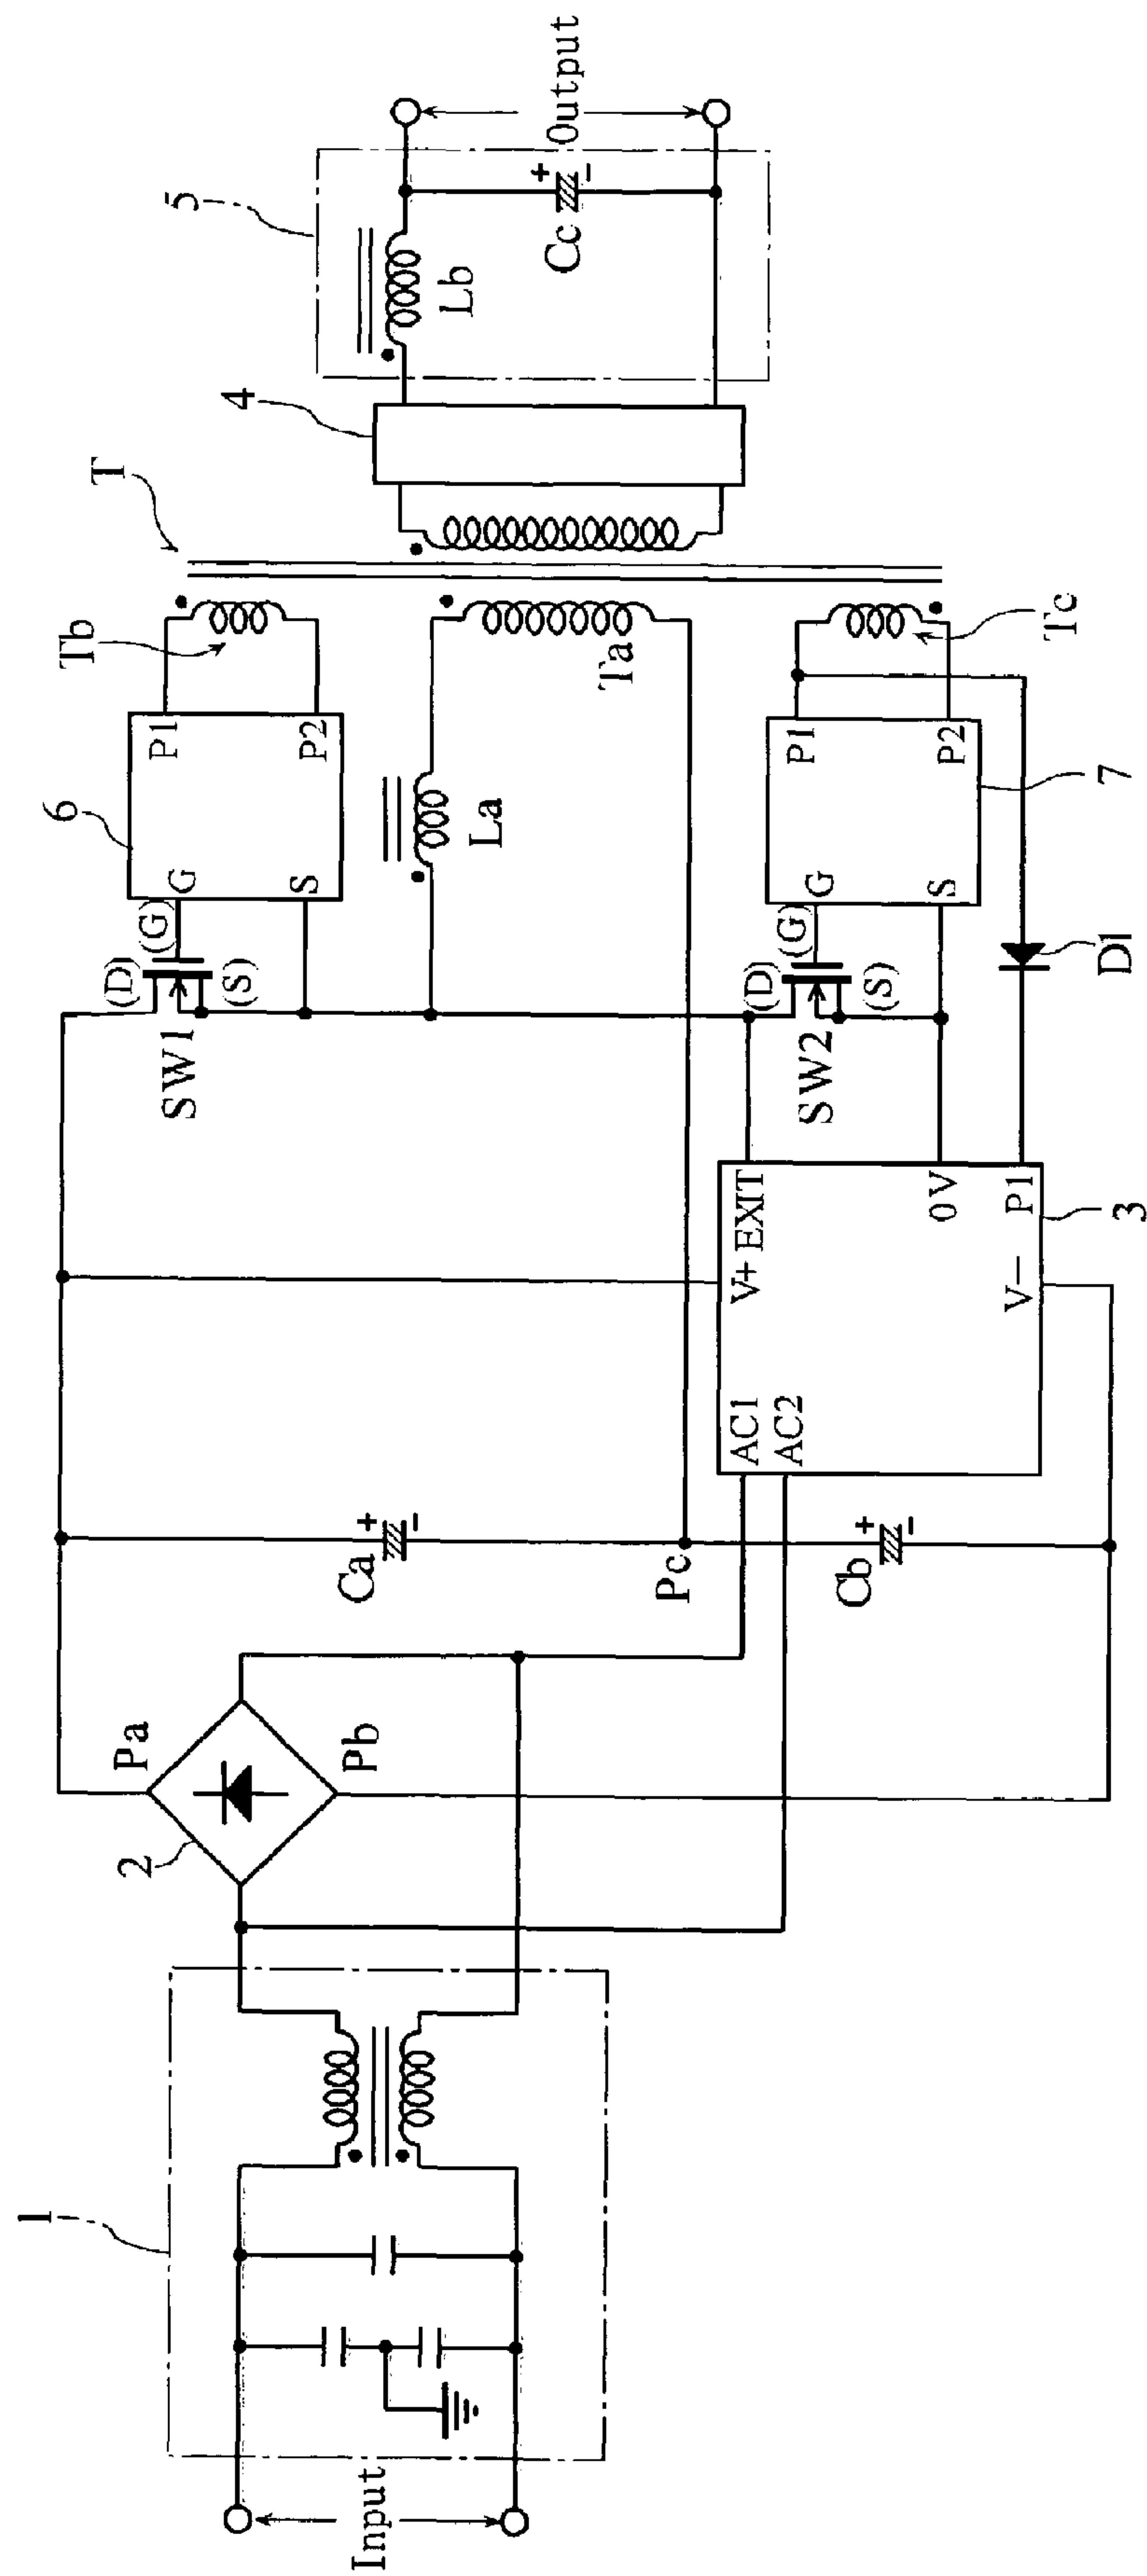 1
Input
2
Pa
Pb
Ca
+
-
Pc
Cb
+
-
AC1
AC2
V+
EXIT
0V
V-
P1
3
SW1
(D)
(G)
(S)
6
G
S
P1
P2
Tb
La
Ta
SW2
(D)
(G)
(S)
G
S
P1
P2
7
D1
Tc
T
4
5
Lb
Cc
+
-
Output